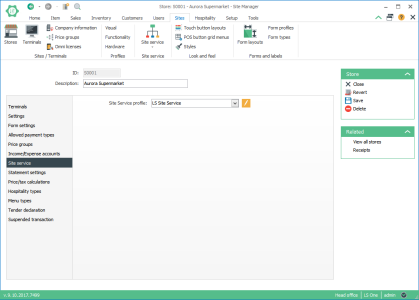 Store: S0001 - Aurora Supermarket - Site Manager
Home Item Sales Inventory Customers Users Sites Hospitality Setup Tools
Stores
Terminals
Company information
Price groups
Omni licenses
Sites / Terminals
Visual
Functionality
Hardware
Profiles
Site service
Site service
Touch button layouts
POS button grid menus
Styles
Look and feel
Form layouts
Form profiles
Form types
Forms and labels
ID: S0001
Description: Aurora Supermarket
Terminals
Settings
Form settings
Allowed payment types
Price groups
Income/Expense accounts
Site service
Statement settings
Price/tax calculations
Hospitality types
Menu types
Tender declaration
Suspended transaction
Site Service profile: LS Site Service
Store
Close
Revert
Save
Delete
Related
View all stores
Receipts
Head office LS One admin